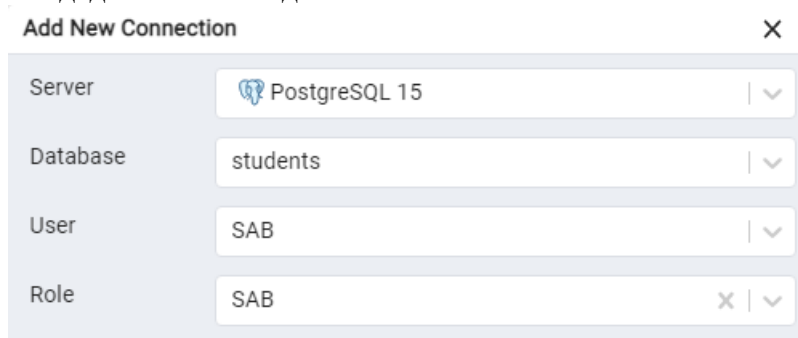 Add New Connection
Server PostgreSQL 15
Database students
User SAB
Role SAB